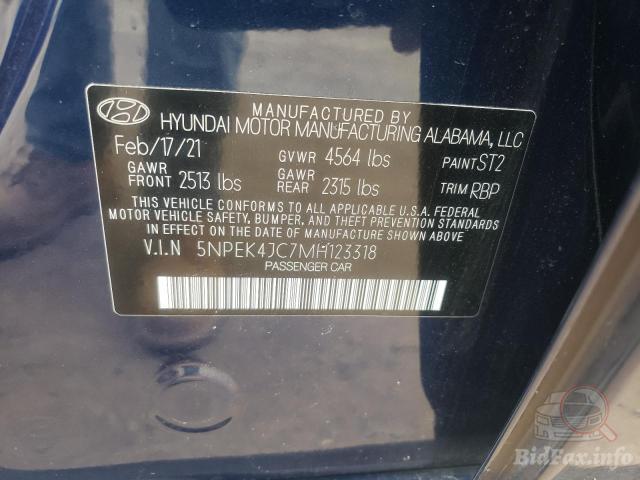 MANUFACTURED BY
HYUNDAI MOTOR MANUFACTURING ALABAMA, LLC
Feb/17/21 GVWR 4564 lbs PAINT ST2
GAWR FRONT 2513 lbs GAWR REAR 2315 lbs TRIM RBP
THIS VEHICLE CONFORMS TO ALL APPLICABLE U.S.A. FEDERAL
MOTOR VEHICLE SAFETY, BUMPER, AND THEFT PREVENTION STANDARDS
IN EFFECT ON THE DATE OF MANUFACTURE SHOWN ABOVE.
V.I.N 5NPEK4JC7MH123318
PASSENGER CAR
BidFax.info